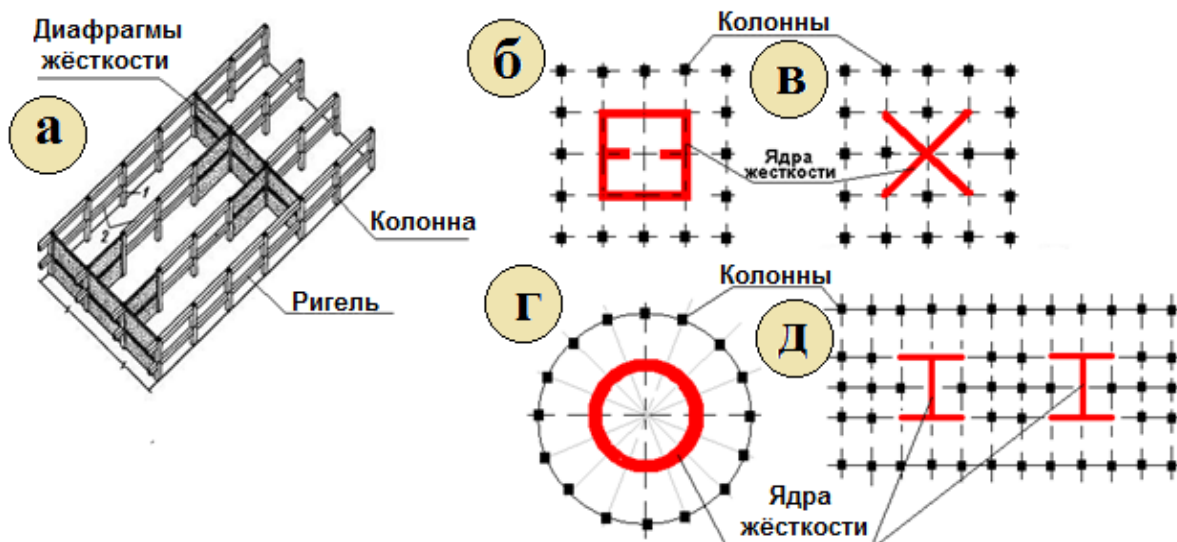 Диафрагмы
жёсткости
а
1
2
Колонна
Ригель
б
Колонны
в
Ядра
жесткости
г
Колонны
д
Ядра
жёсткости